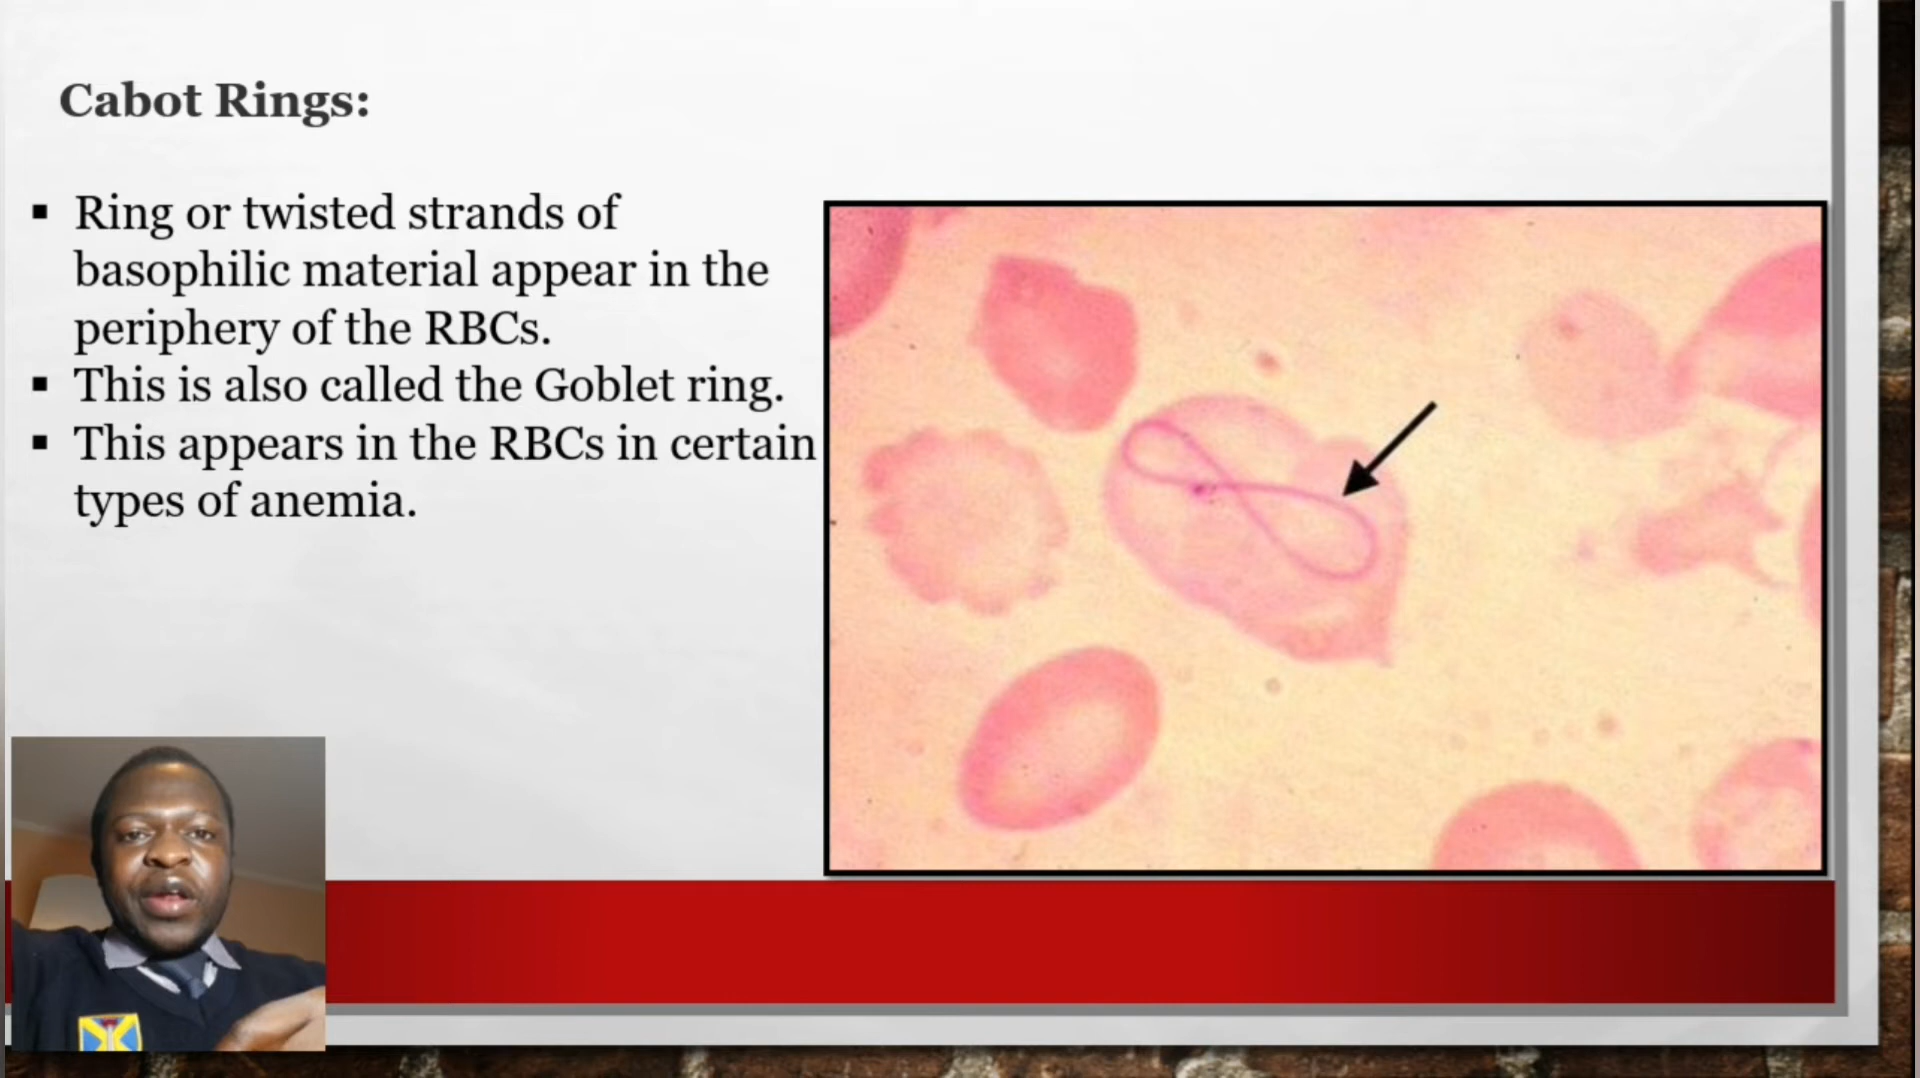 Cabot Rings:
▪ Ring or twisted strands of
basophilic material appear in the
periphery of the RBCs.
▪ This is also called the Goblet ring.
▪ This appears in the RBCs in certain
types of anemia.